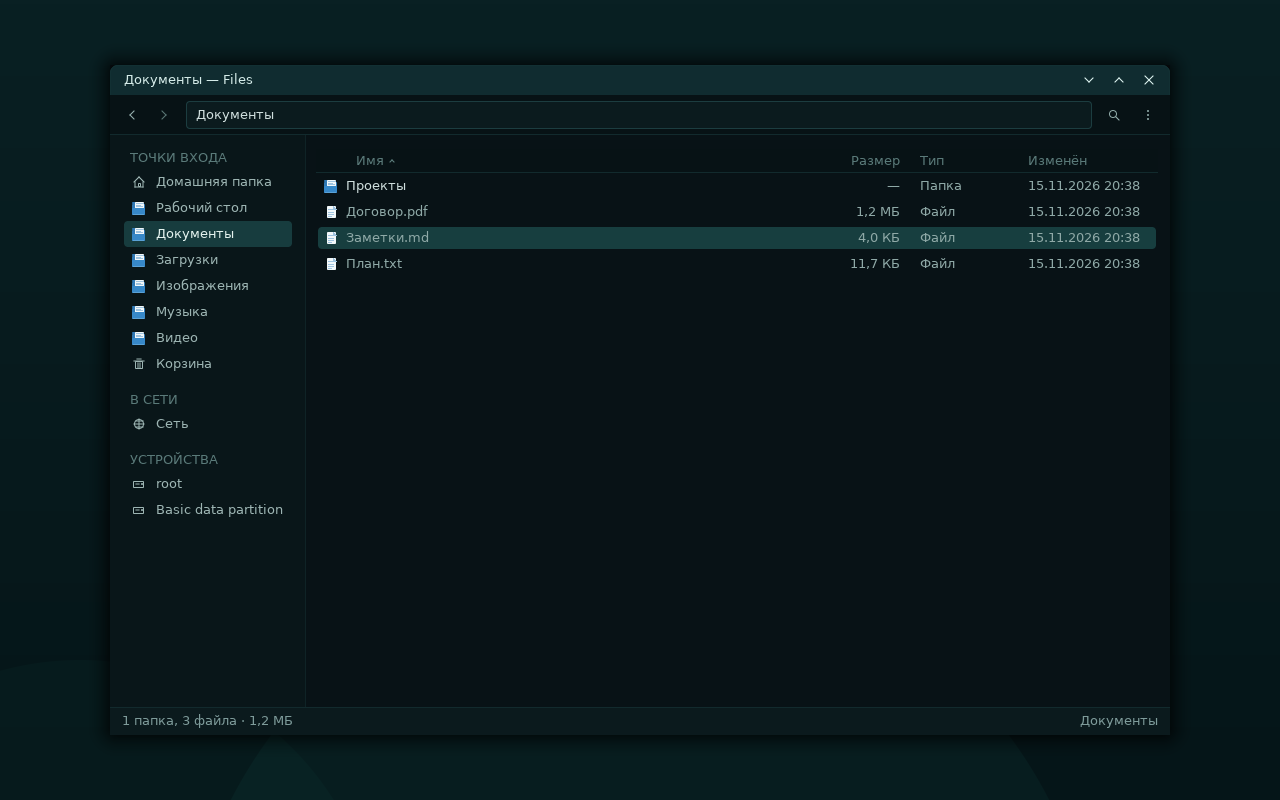 Документы — Files
Документы
ТОЧКИ ВХОДА
Домашняя папка
Рабочий стол
Документы
Загрузки
Изображения
Музыка
Видео
Корзина
В СЕТИ
Сеть
УСТРОЙСТВА
root
Basic data partition
Имя Размер Тип Изменён
Проекты — Папка 15.11.2026 20:38
Договор.pdf 1,2 МБ Файл 15.11.2026 20:38
Заметки.md 4,0 КБ Файл 15.11.2026 20:38
План.txt 11,7 КБ Файл 15.11.2026 20:38
1 папка, 3 файла · 1,2 МБ
Документы